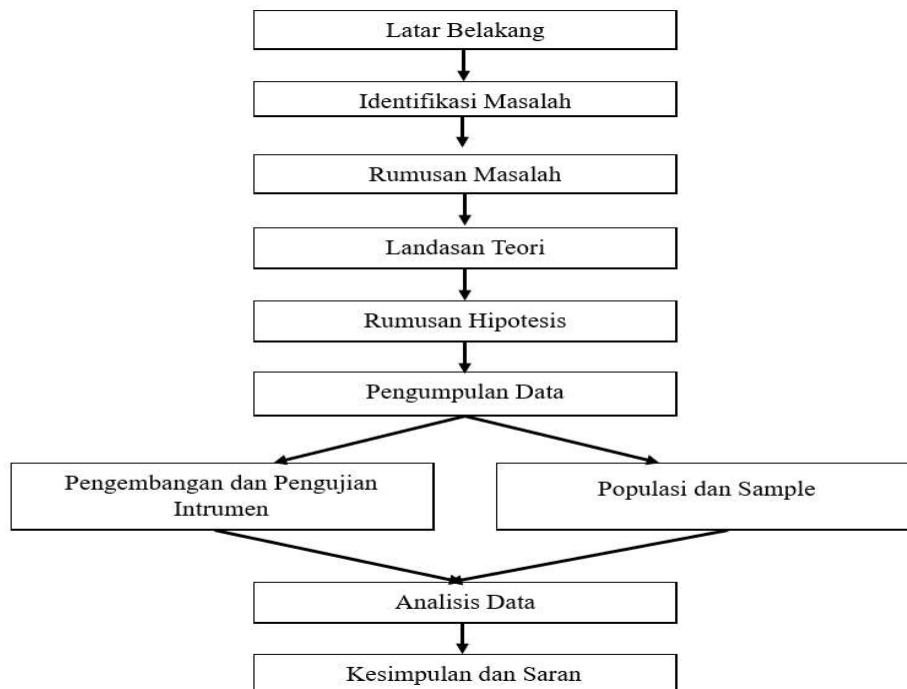 Latar Belakang
Identifikasi Masalah
Rumusan Masalah
Landasan Teori
Rumusan Hipotesis
Pengumpulan Data
Pengembangan dan Pengujian
Intrumen
Populasi dan Sample
Analisis Data
Kesimpulan dan Saran